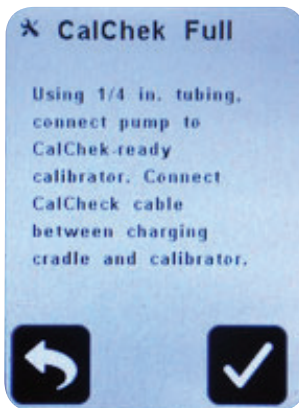 CalChek Full
Using 1/4 in. tubing,
connect pump to
CalChek-ready
calibrator. Connect
CalCheck cable
between charging
cradle and calibrator.